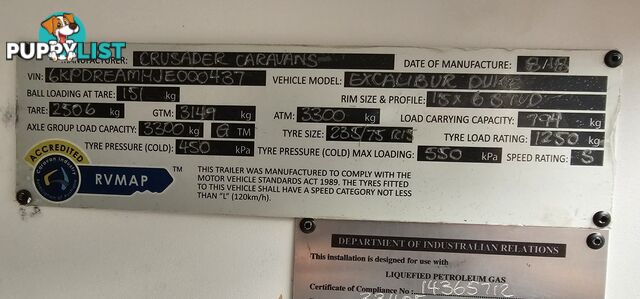 PUPPYLIST
MANUFACTURER: CRUSADER CARAVANS DATE OF MANUFACTURE: 8/18
VIN: 6KPDREAMHJE000437 VEHICLE MODEL: EXCALIBUR DUKE
BALL LOADING AT TARE: 151 kg RIM SIZE & PROFILE: 15x6 6 STUD
TARE: 2506 kg GTM: 3149 kg ATM: 3300 kg LOAD CARRYING CAPACITY: 794 kg
AXLE GROUP LOAD CAPACITY: 3300 kg G TM TYRE SIZE: 235/75 R15 TYRE LOAD RATING: 1250 kg
TYRE PRESSURE (COLD): 450 kPa TYRE PRESSURE (COLD) MAX LOADING: 550 kPa SPEED RATING: S
ACCREDITED
Caravan Industry
RVMAP ™
THIS TRAILER WAS MANUFACTURED TO COMPLY WITH THE
MOTOR VEHICLE STANDARDS ACT 1989. THE TYRES FITTED
TO THIS VEHICLE SHALL HAVE A SPEED CATEGORY NOT LESS
THAN "L" (120km/h).
DEPARTMENT OF INDUSTRIAL RELATIONS
This installation is designed for use with
LIQUEFIED PETROLEUM GAS
Certificate of Compliance No: 14365712